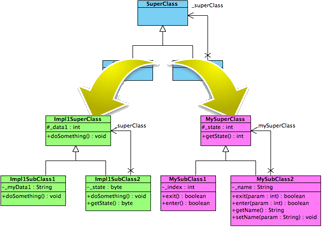 SuperClass
_superClass
Impl1SuperClass
#_data1 : int
+doSomething() : void
_superClass
MySuperClass
#_state : int
+getState() : int
_mySuperClass
Impl1SubClass1
-_myData1 : String
+doSomething() : void
Impl1SubClass2
-_state : byte
+doSomething() : void
+getState() : byte
MySubClass1
-_index : int
+exit() : boolean
+enter() : boolean
MySubClass2
-_name : String
+exit(param : int) : boolean
+enter(param : int) : boolean
+getName() : String
+setName(param : String) : void